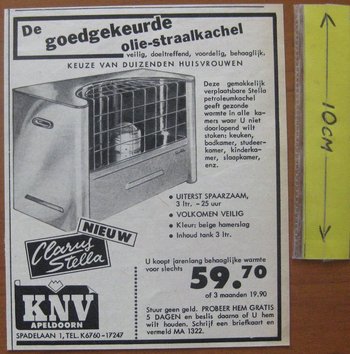 De
goedgekeurde
olie-straalkachel
veilig, doeltreffend, voordelig, behaaglijk.
KEUZE VAN DUIZENDEN HUISVROUWEN
Deze gemokkelijk
verplaatsbare Stella
petroleumkachel
geeft gezonde
warmte in alle ka-
mers waar U niet
doorlopend wilt
stoken: keuken,
badkamer, studeer-
kamer, kinderka-
mer, slaapkamer,
enz.
• UITERST SPAARZAAM,
3 ltr. - 25 uur
• VOLKOMEN VEILIG
• Kleur: beige hamerslag
• Inhoud tank 3 ltr.
NIEUW
Clarus
Stella
KNV
APELDOORN
SPADELAAN 1, TEL. K6760-17247
U koopt jarenlang behaaglijke warmte
voor slechts
59.70
of 3 maanden 19.90
Stuur geen geld. PROBEER HEM GRATIS
5 DAGEN en beslis daarna of U hem
wilt houden. Schrijf een briefkaart en
vermeld MA 1322.
10CM